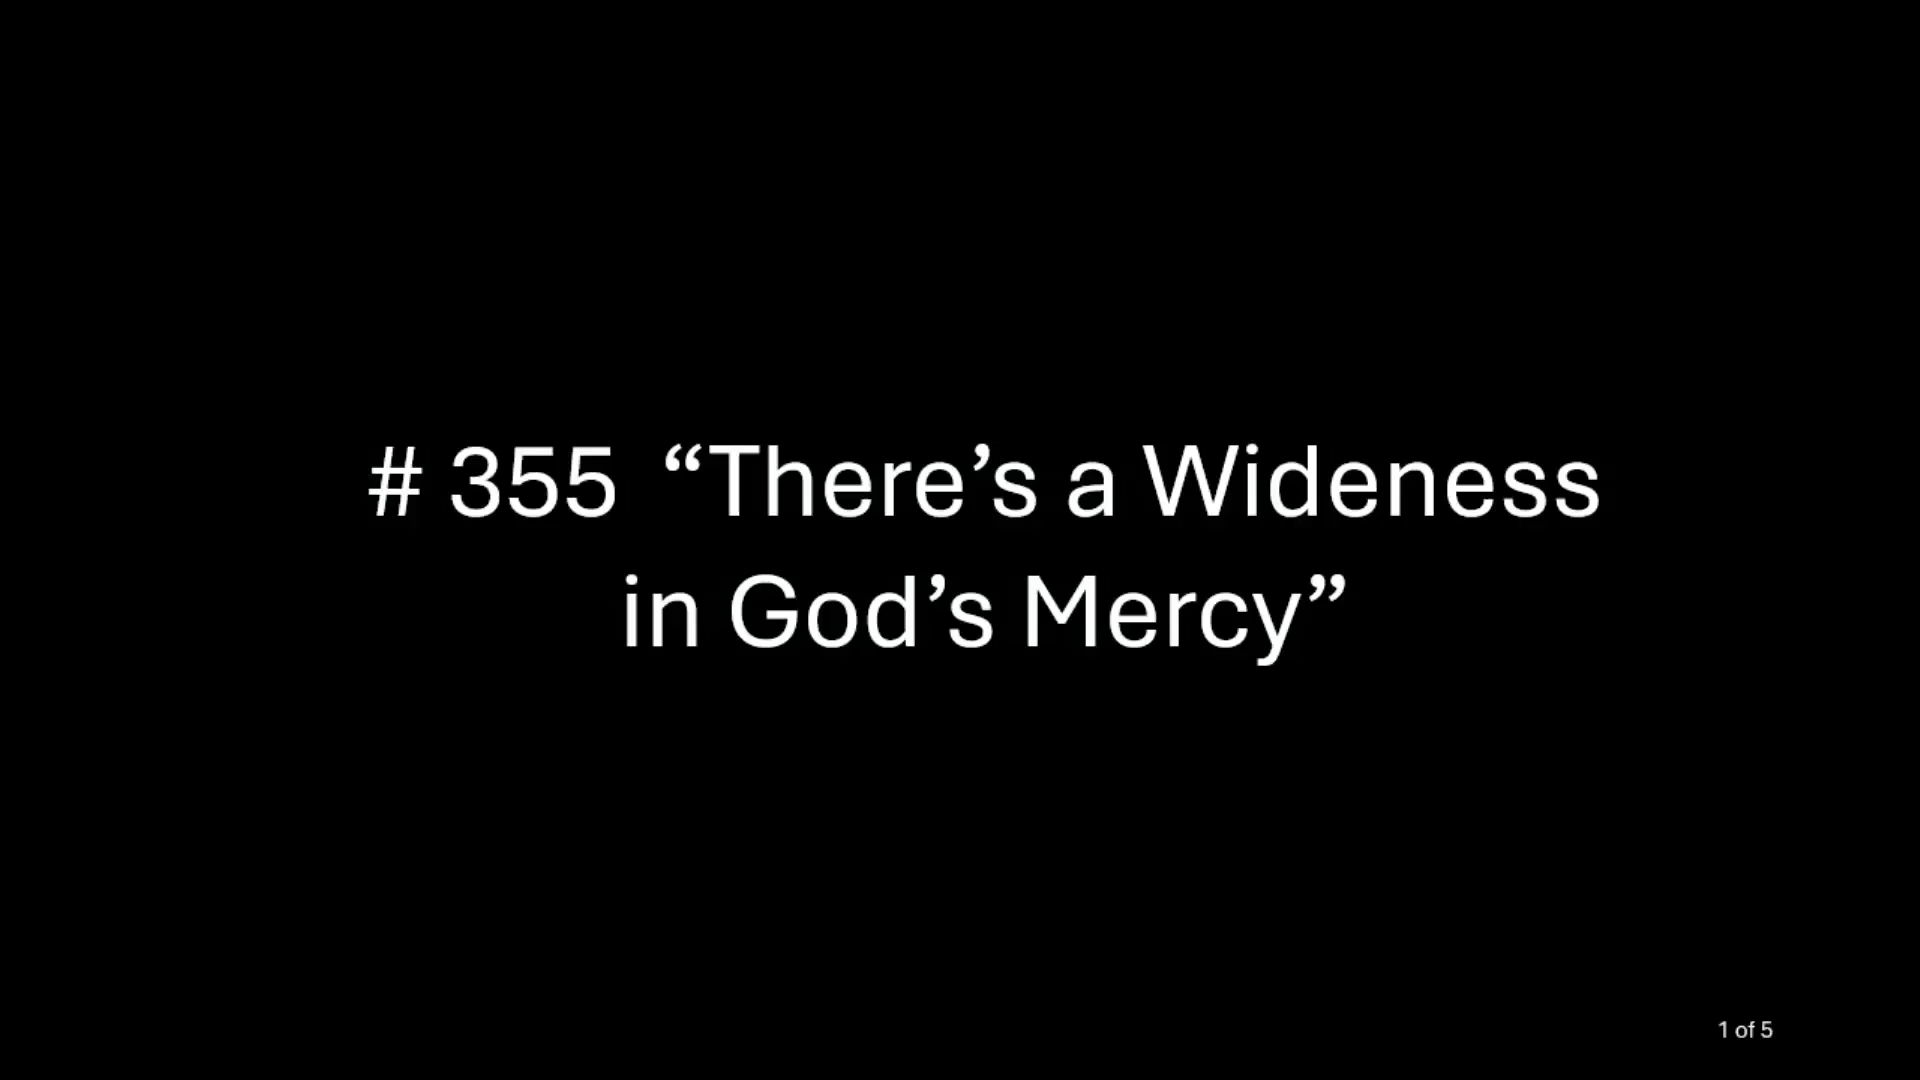 # 355  “There’s a Wideness
in God’s Mercy”
1 of 5